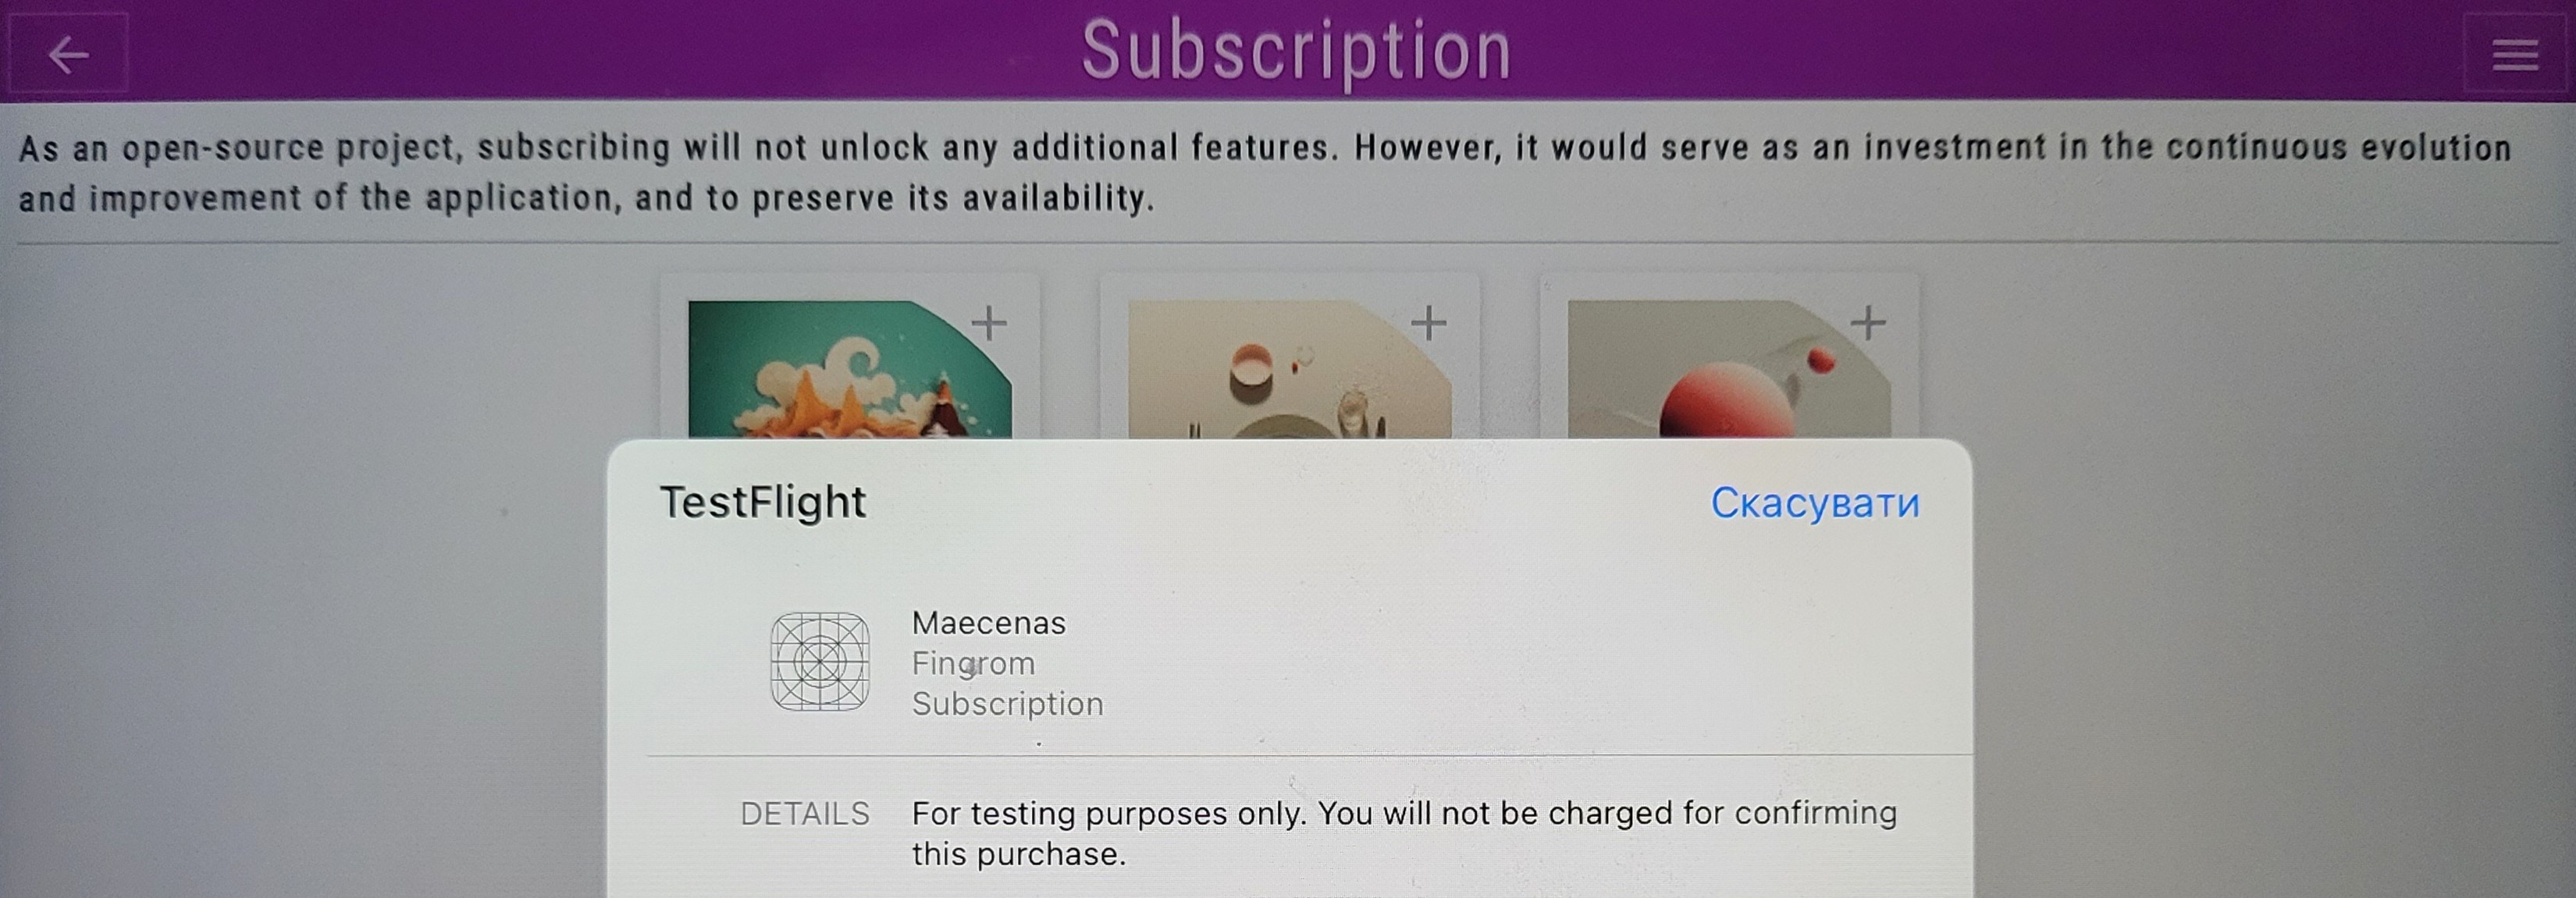 Subscription
As an open-source project, subscribing will not unlock any additional features. However, it would serve as an investment in the continuous evolution
and improvement of the application, and to preserve its availability.
TestFlight
Скасувати
Maecenas
Fingrom
Subscription
DETAILS
For testing purposes only. You will not be charged for confirming
this purchase.